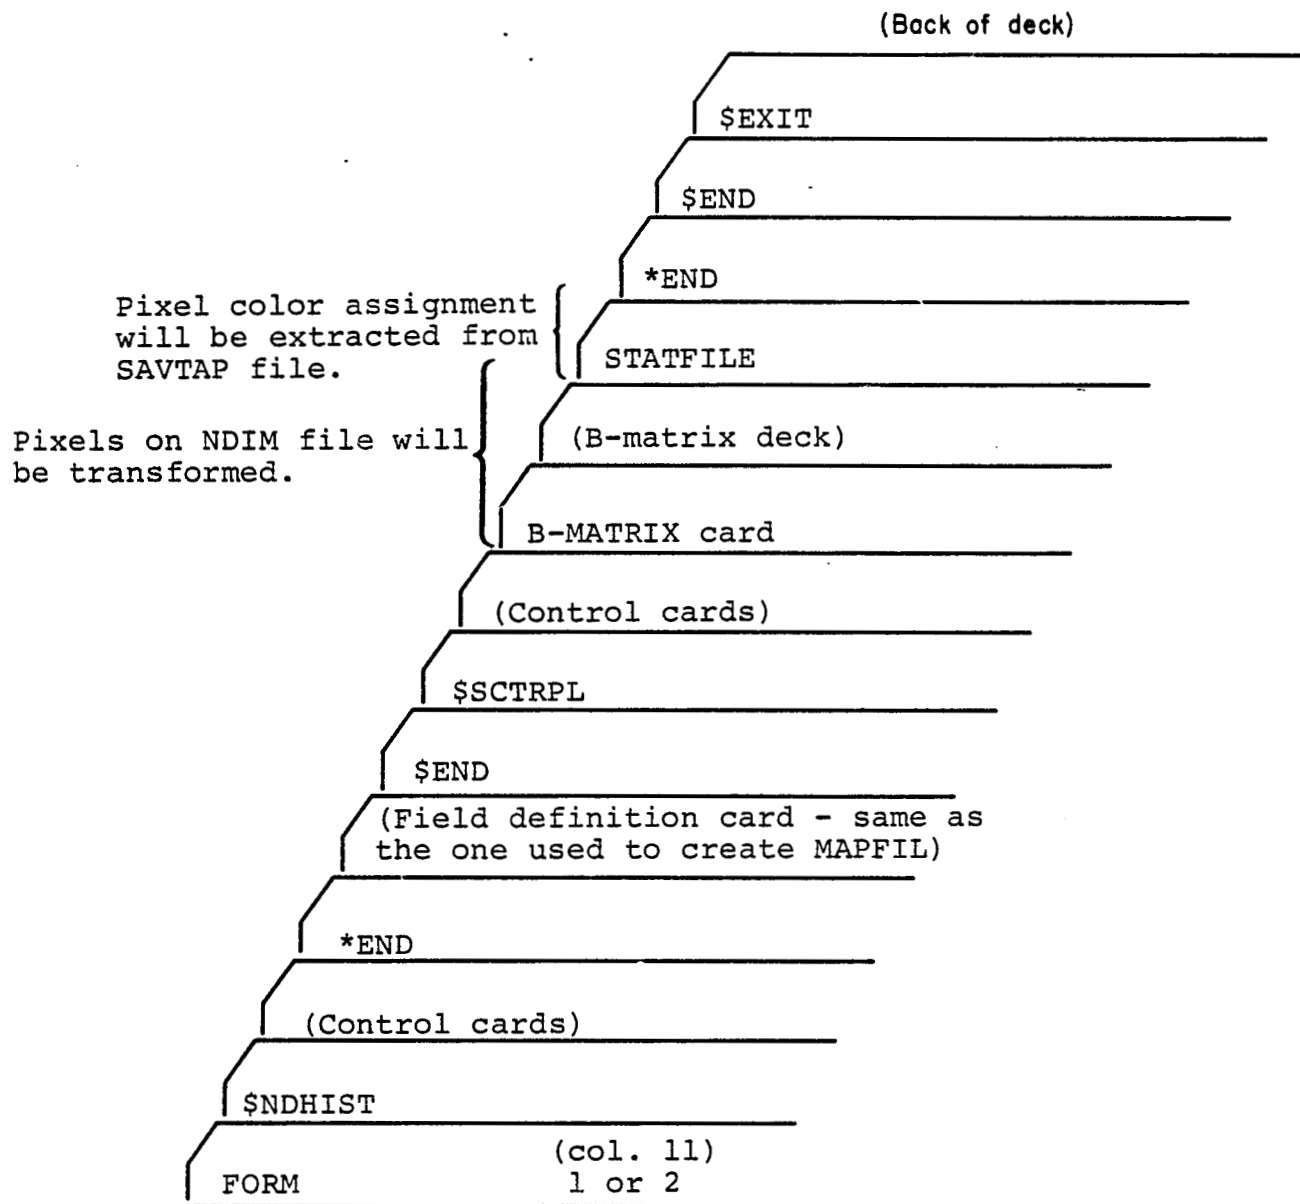 (Back of deck)
$EXIT
$END
*END
Pixel color assignment
will be extracted from
SAVTAP file.
STATFILE
Pixels on NDIM file will
be transformed.
(B-matrix deck)
B-MATRIX card
(Control cards)
$SCTRPL
$END
(Field definition card - same as
the one used to create MAPFIL)
*END
(Control cards)
$NDHIST
(col. 11)
FORM 1 or 2